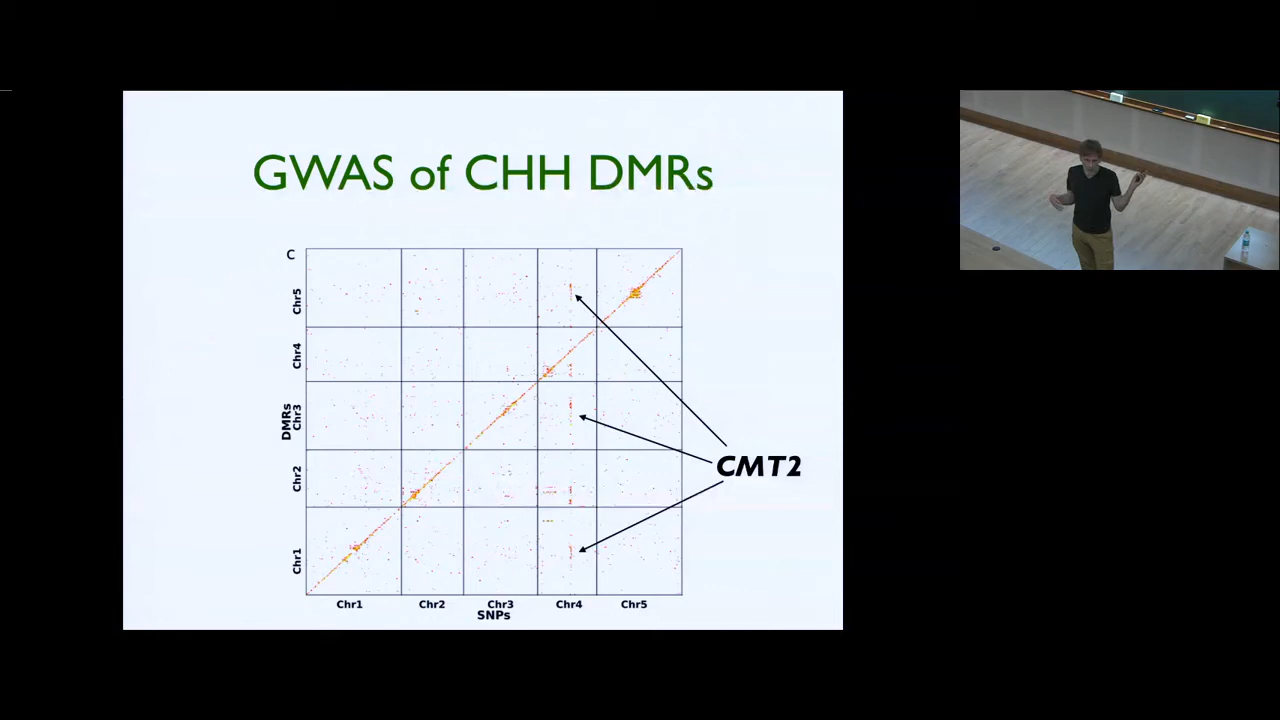 GWAS of CHH DMRs
C
Chr5
Chr4
Chr3
DMRs
Chr2
Chr1
CMT2
Chr1 Chr2 Chr3 Chr4 Chr5
SNPs